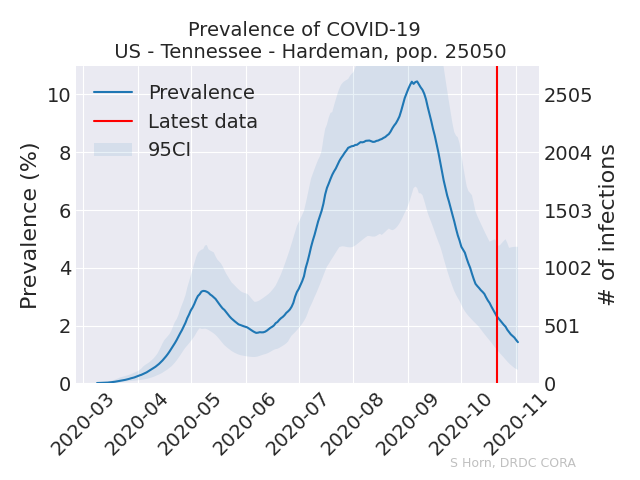 Prevalence of COVID-19
US - Tennessee - Hardeman, pop. 25050
Prevalence
Latest data
95CI
Prevalence (%)
10
8
6
4
2
0
2505
2004
1503
1002
501
0
# of infections
2020-03
2020-04
2020-05
2020-06
2020-07
2020-08
2020-09
2020-10
2020-11
S Horn, DRDC CORA